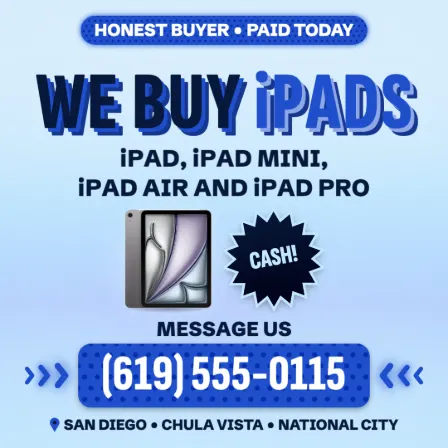 HONEST BUYER • PAID TODAY
WE BUY iPADS
iPAD, iPAD MINI,
iPAD AIR AND iPAD PRO
CASH!
MESSAGE US
(619) 555-0115
SAN DIEGO • CHULA VISTA • NATIONAL CITY